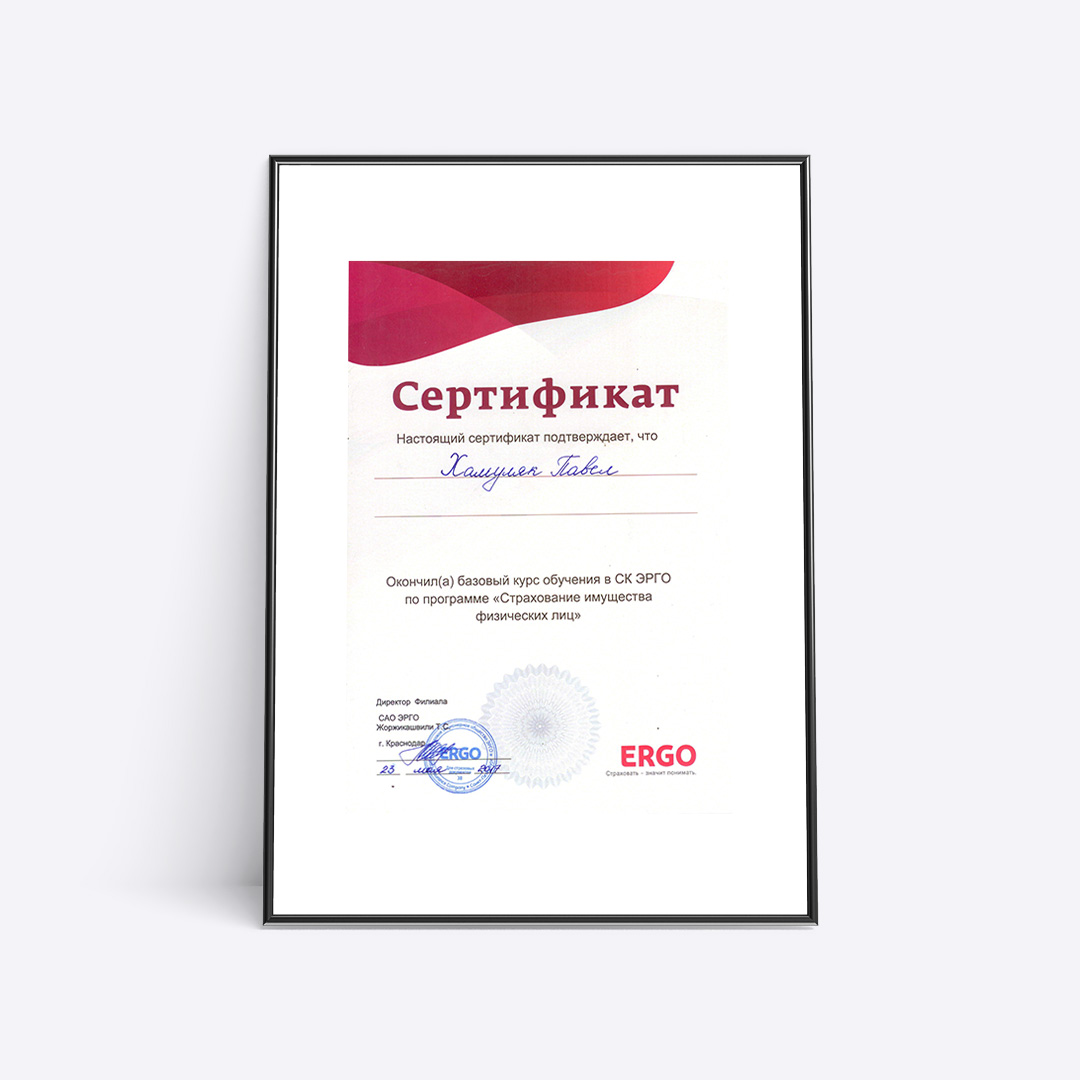 Сертификат
Настоящий сертификат подтверждает, что
Хамуляк Павел
Окончил(а) базовый курс обучения в СК ЭРГО
по программе «Страхование имущества
физических лиц»
Директор Филиала
САО ЭРГО
Жоржикашвили Т.С.
г. Краснодар
ERGO
23 мая 2017
ERGO
Страховать – значит понимать.